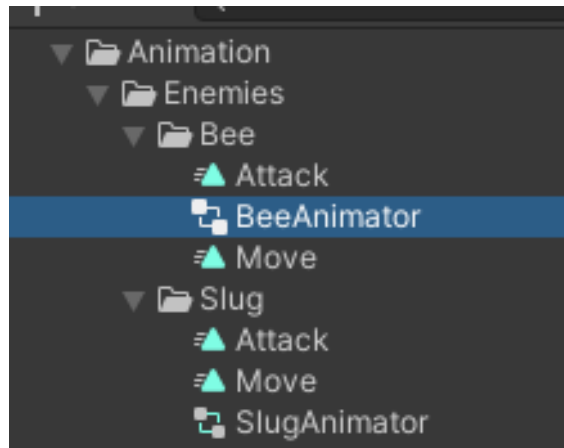 Animation
Enemies
Bee
Attack
BeeAnimator
Move
Slug
Attack
Move
SlugAnimator